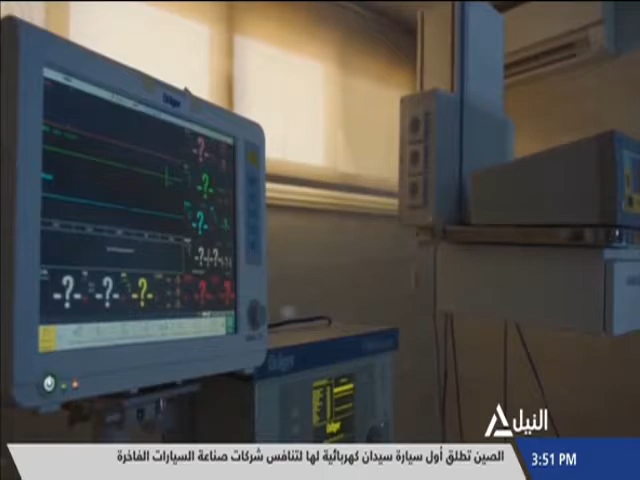 Dräger
-?-
-?-
-?-
-?-/-?-
-?- -?- -?- -?- -?-
Dräger
النيل
3:51 PM
الصين تطلق أول سيارة سيدان كهربائية لها لتنافس شركات صناعة السيارات الفاخرة